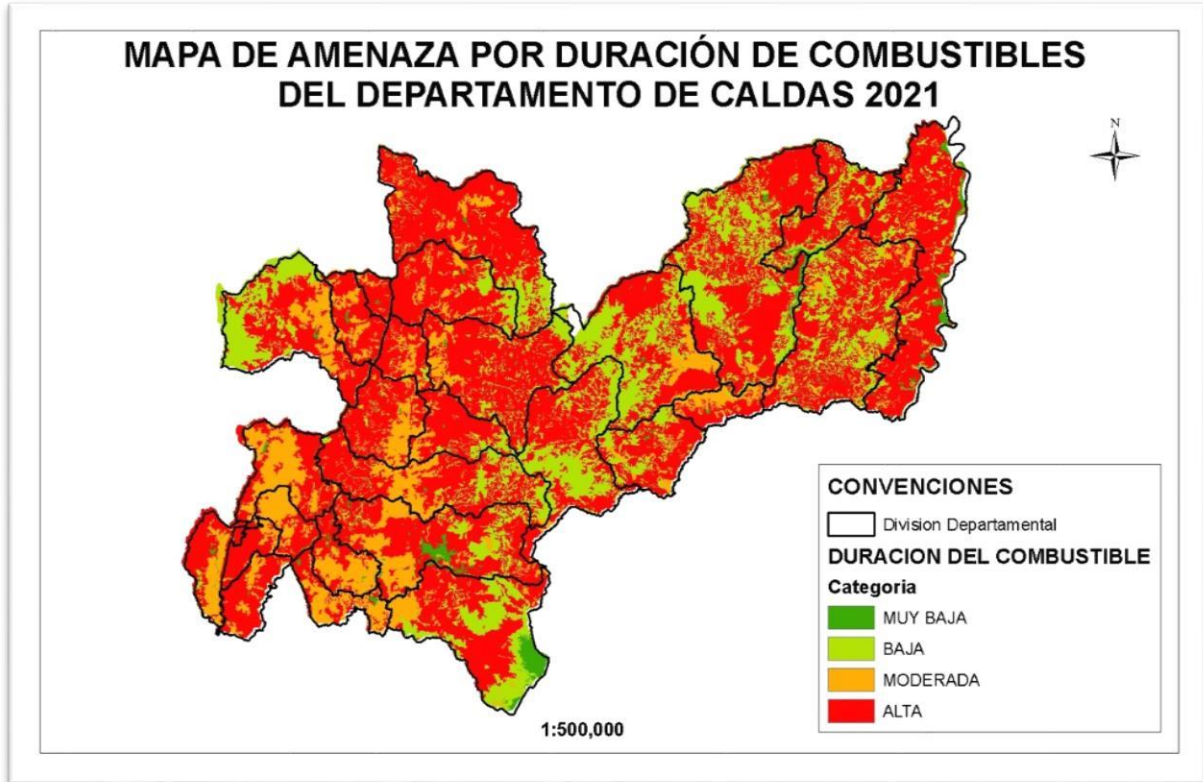 MAPA DE AMENAZA POR DURACIÓN DE COMBUSTIBLES
DEL DEPARTAMENTO DE CALDAS 2021
N
CONVENCIONES
Division Departamental
DURACION DEL COMBUSTIBLE
Categoria
MUY BAJA
BAJA
MODERADA
ALTA
1:500,000